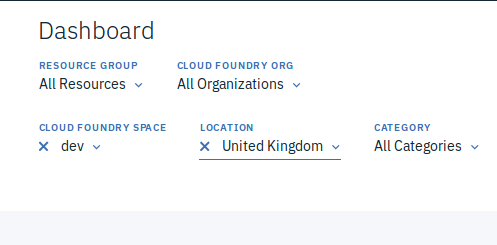 Dashboard
RESOURCE GROUP CLOUD FOUNDRY ORG
All Resources All Organizations
CLOUD FOUNDRY SPACE LOCATION CATEGORY
dev United Kingdom All Categories